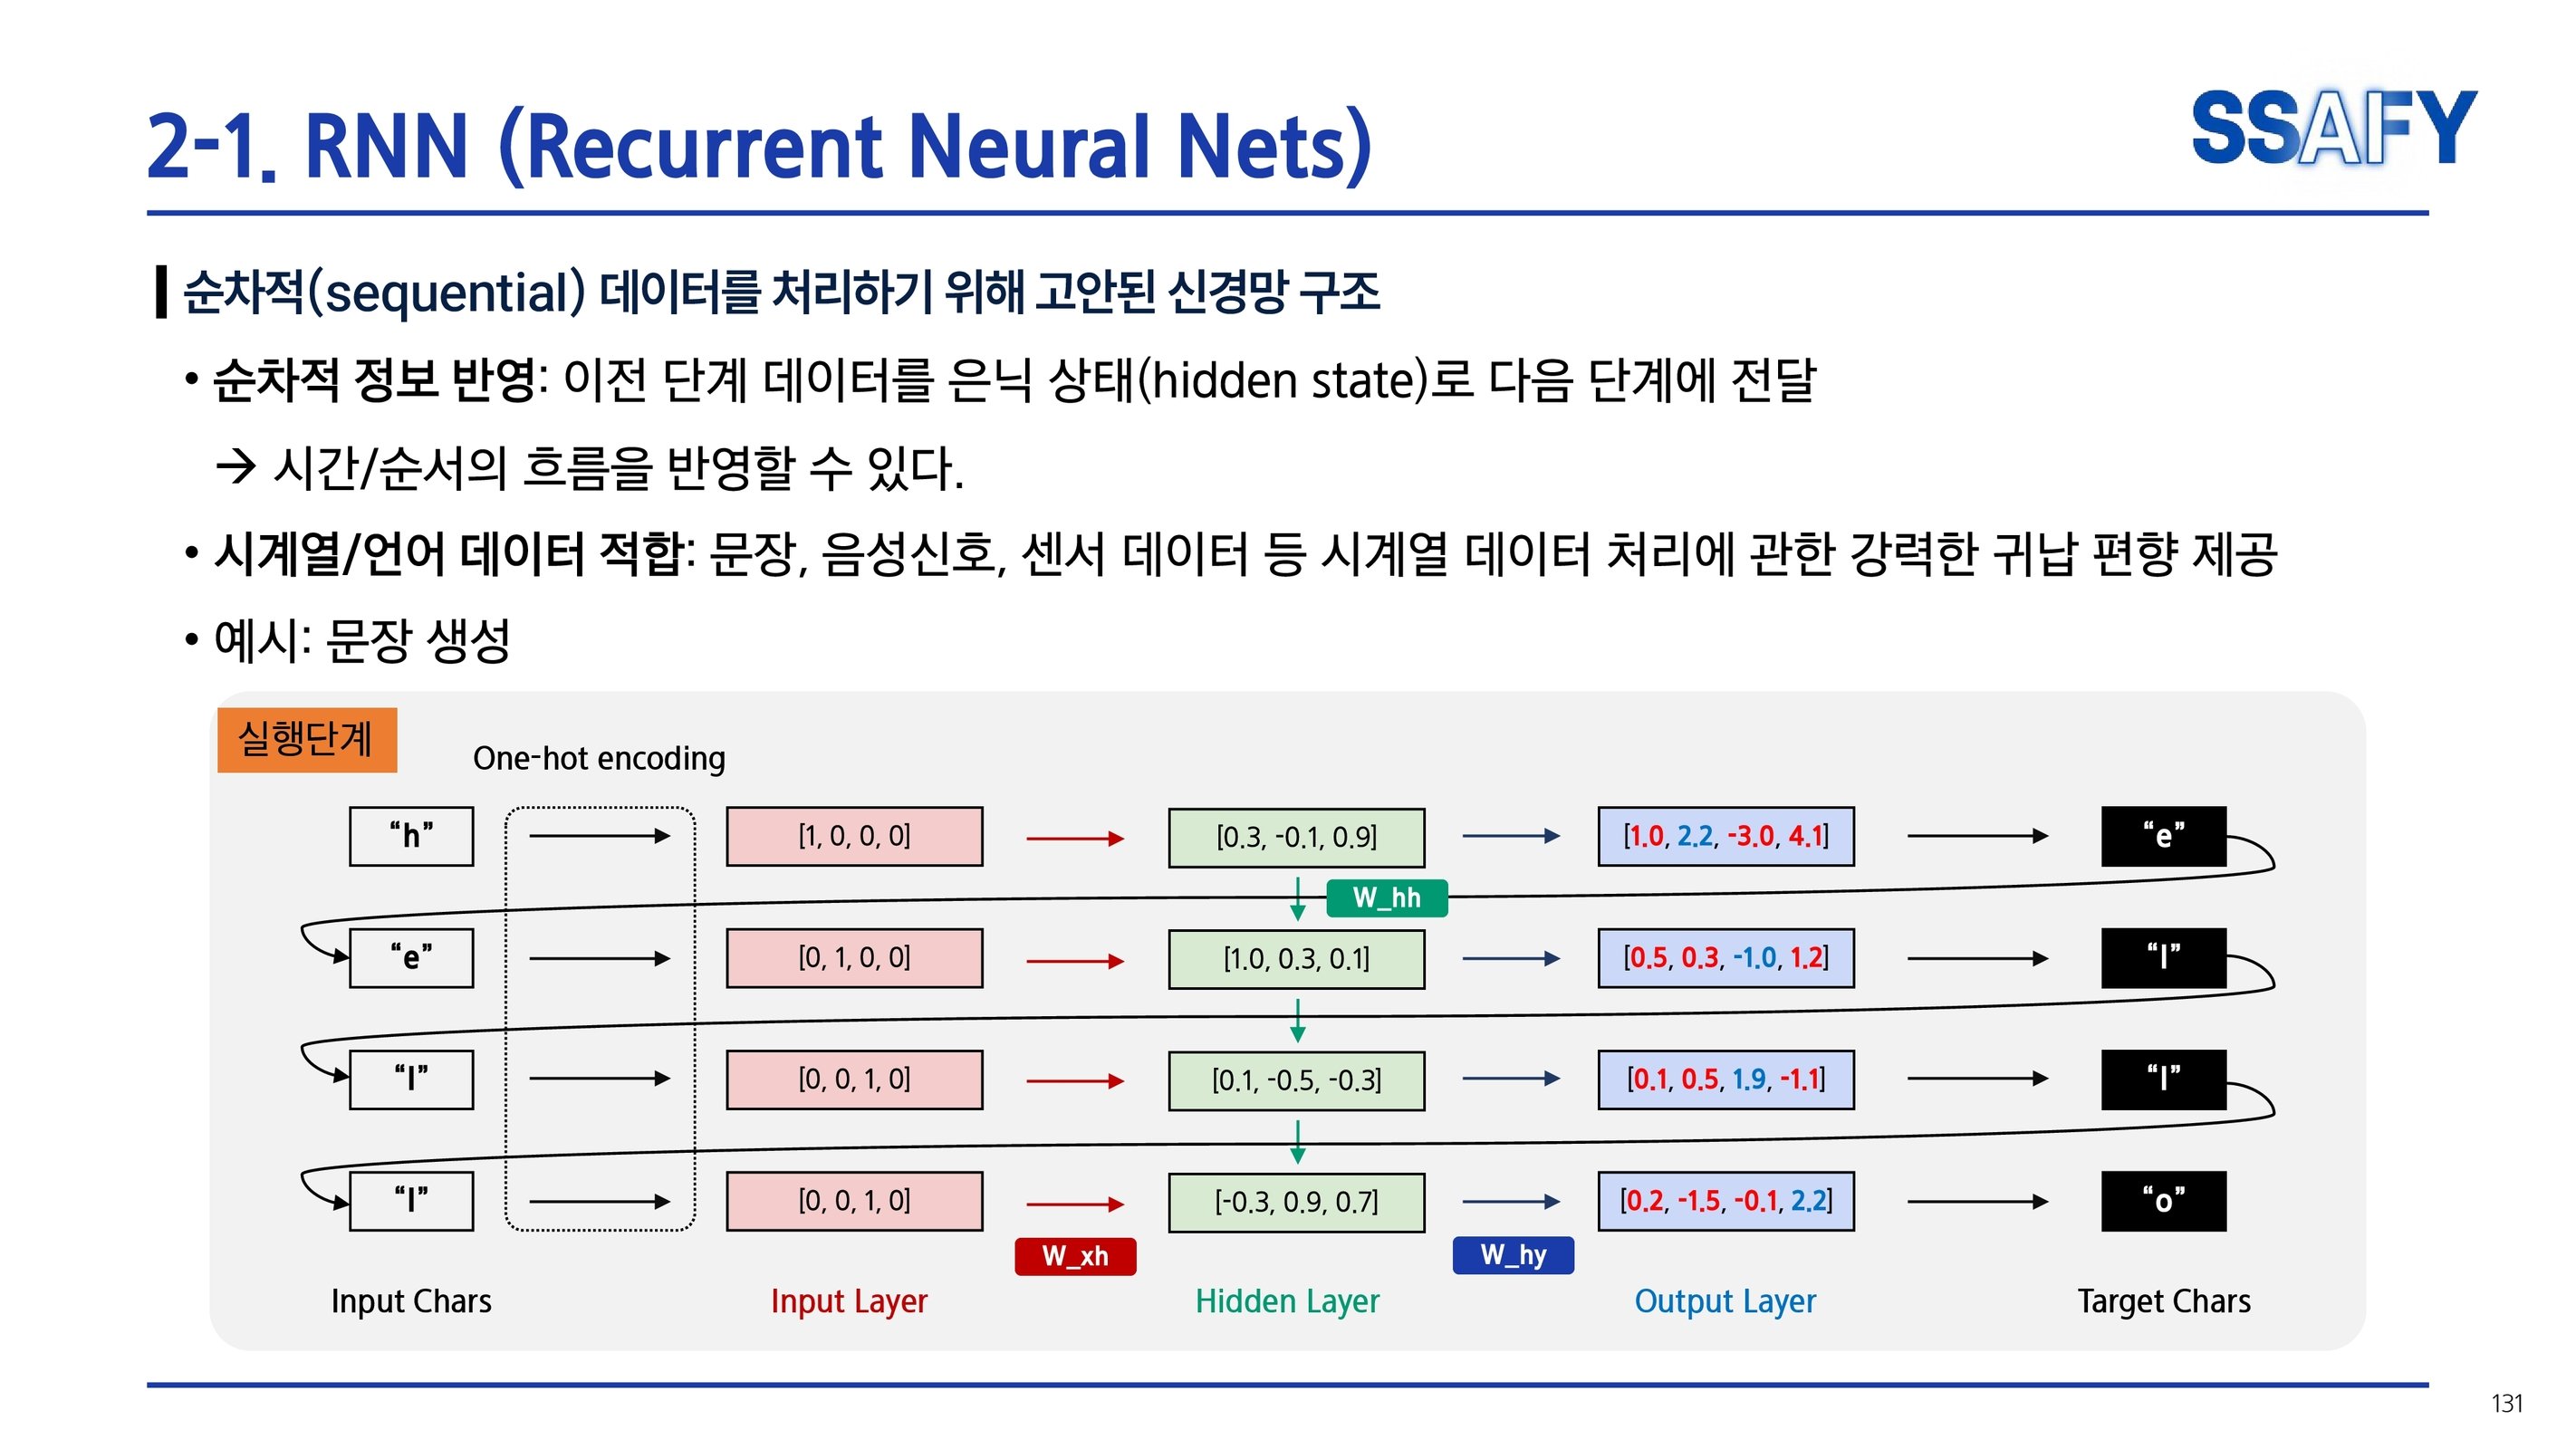 2-1. RNN (Recurrent Neural Nets)
SSAFY
순차적(sequential) 데이터를 처리하기 위해 고안된 신경망 구조
• 순차적 정보 반영: 이전 단계 데이터를 은닉 상태(hidden state)로 다음 단계에 전달
→ 시간/순서의 흐름을 반영할 수 있다.
• 시계열/언어 데이터 적합: 문장, 음성신호, 센서 데이터 등 시계열 데이터 처리에 관한 강력한 귀납 편향 제공
• 예시: 문장 생성
실행단계
One-hot encoding
“h” [1, 0, 0, 0] [0.3, -0.1, 0.9] [1.0, 2.2, -3.0, 4.1] “e”
W_hh
“e” [0, 1, 0, 0] [1.0, 0.3, 0.1] [0.5, 0.3, -1.0, 1.2] “l”
“l” [0, 0, 1, 0] [0.1, -0.5, -0.3] [0.1, 0.5, 1.9, -1.1] “l”
“l” [0, 0, 1, 0] [-0.3, 0.9, 0.7] [0.2, -1.5, -0.1, 2.2] “o”
W_xh W_hy
Input Chars Input Layer Hidden Layer Output Layer Target Chars
131